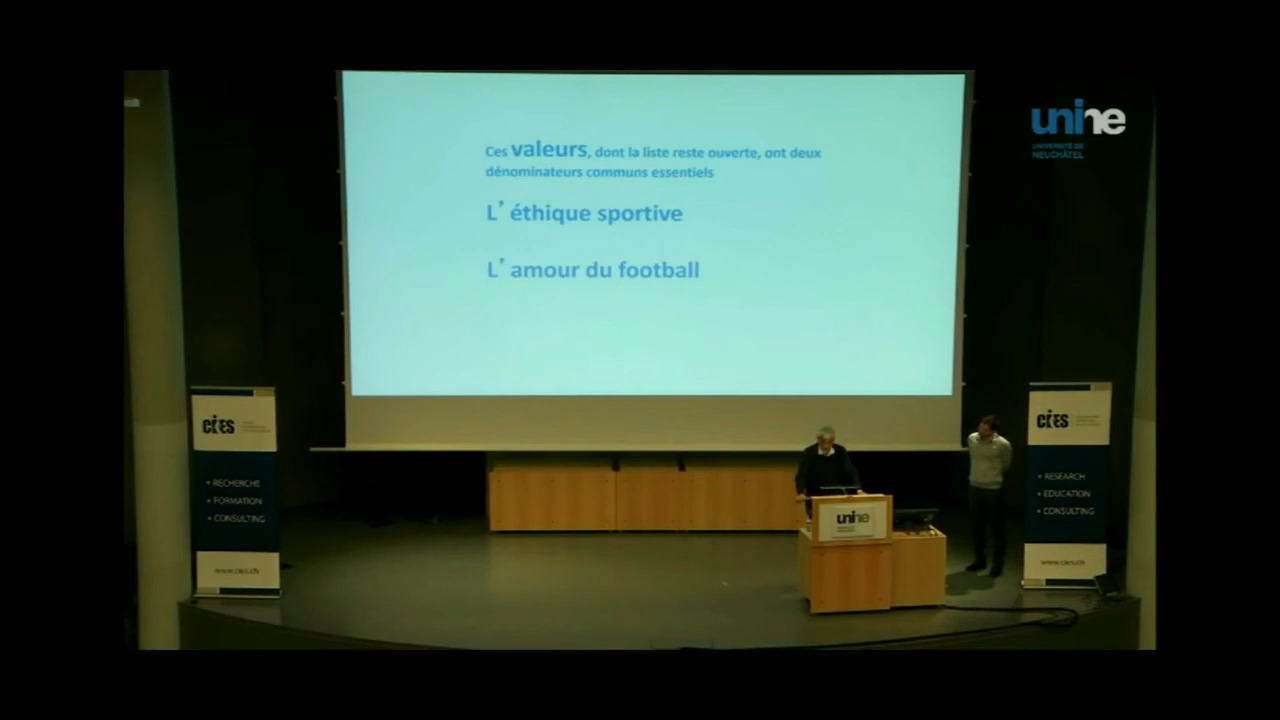 unine
UNIVERSITÉ DE
NEUCHÂTEL
Ces valeurs, dont la liste reste ouverte, ont deux
dénominateurs communs essentiels
L’ éthique sportive
L’ amour du football
CIES
• RECHERCHE
• FORMATION
• CONSULTING
www.cies.ch
unine
CIES
• RESEARCH
• EDUCATION
• CONSULTING
www.cies.ch